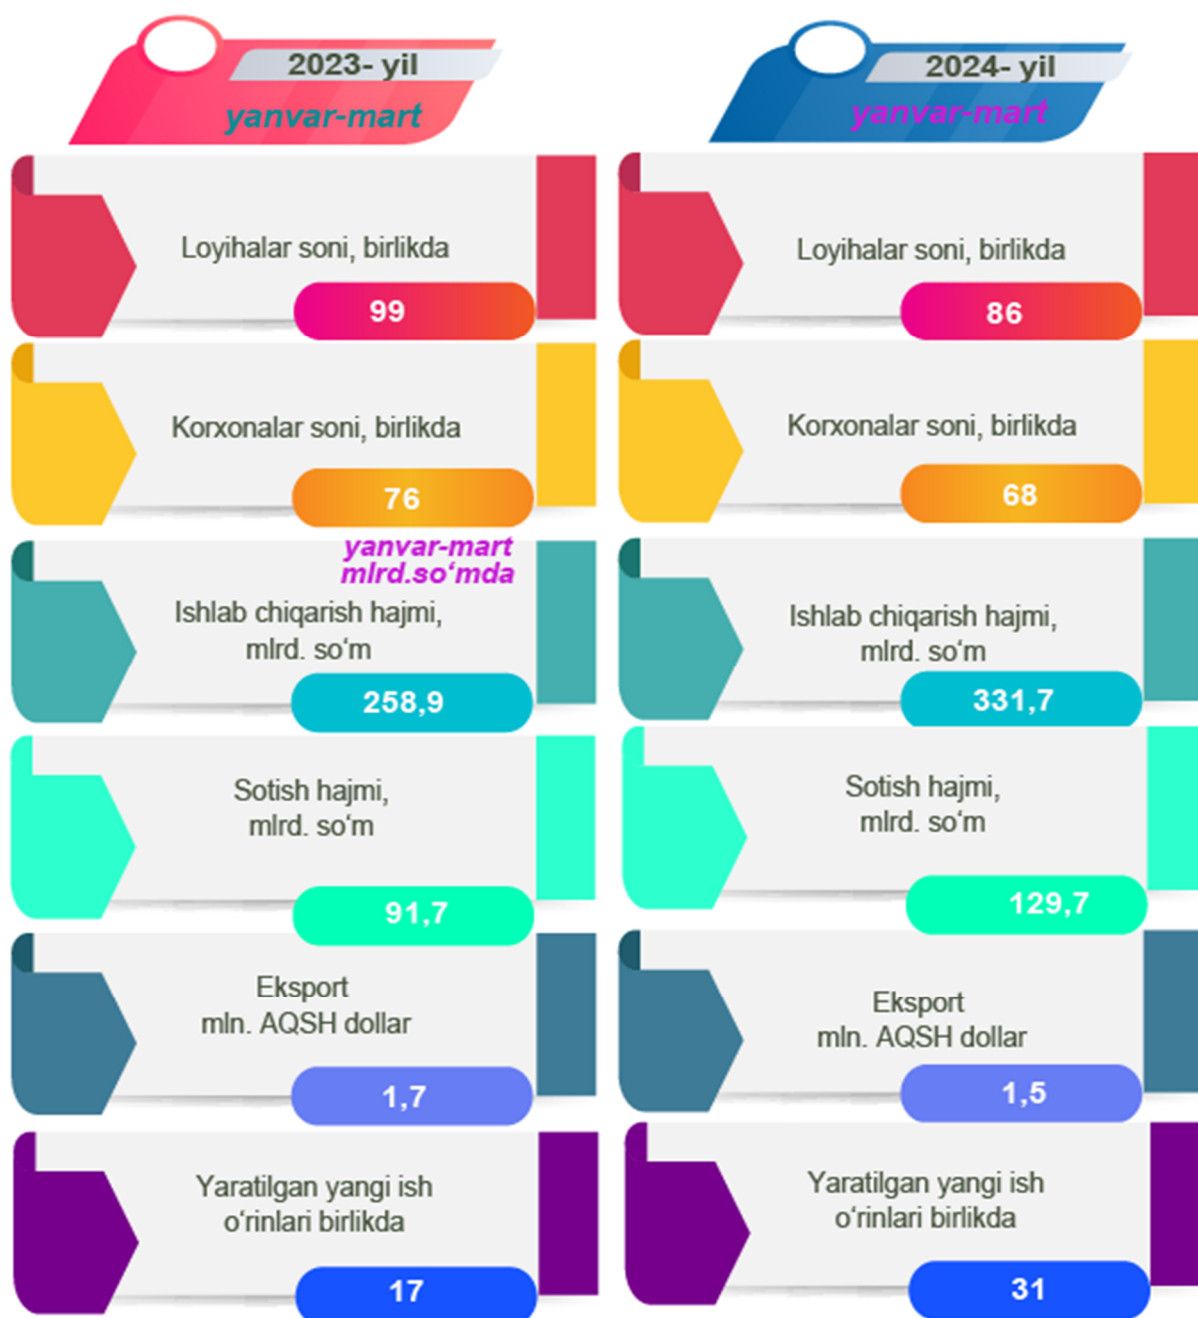 2023- yil
yanvar-mart
Loyihalar soni, birlikda
99
Korxonalar soni, birlikda
76
yanvar-mart
mlrd.so‘mda
Ishlab chiqarish hajmi,
mlrd. so‘m
258,9
Sotish hajmi,
mlrd. so‘m
91,7
Eksport
mln. AQSH dollar
1,7
Yaratilgan yangi ish
o‘rinlari birlikda
17
2024- yil
yanvar-mart
Loyihalar soni, birlikda
86
Korxonalar soni, birlikda
68
Ishlab chiqarish hajmi,
mlrd. so‘m
331,7
Sotish hajmi,
mlrd. so‘m
129,7
Eksport
mln. AQSH dollar
1,5
Yaratilgan yangi ish
o‘rinlari birlikda
31